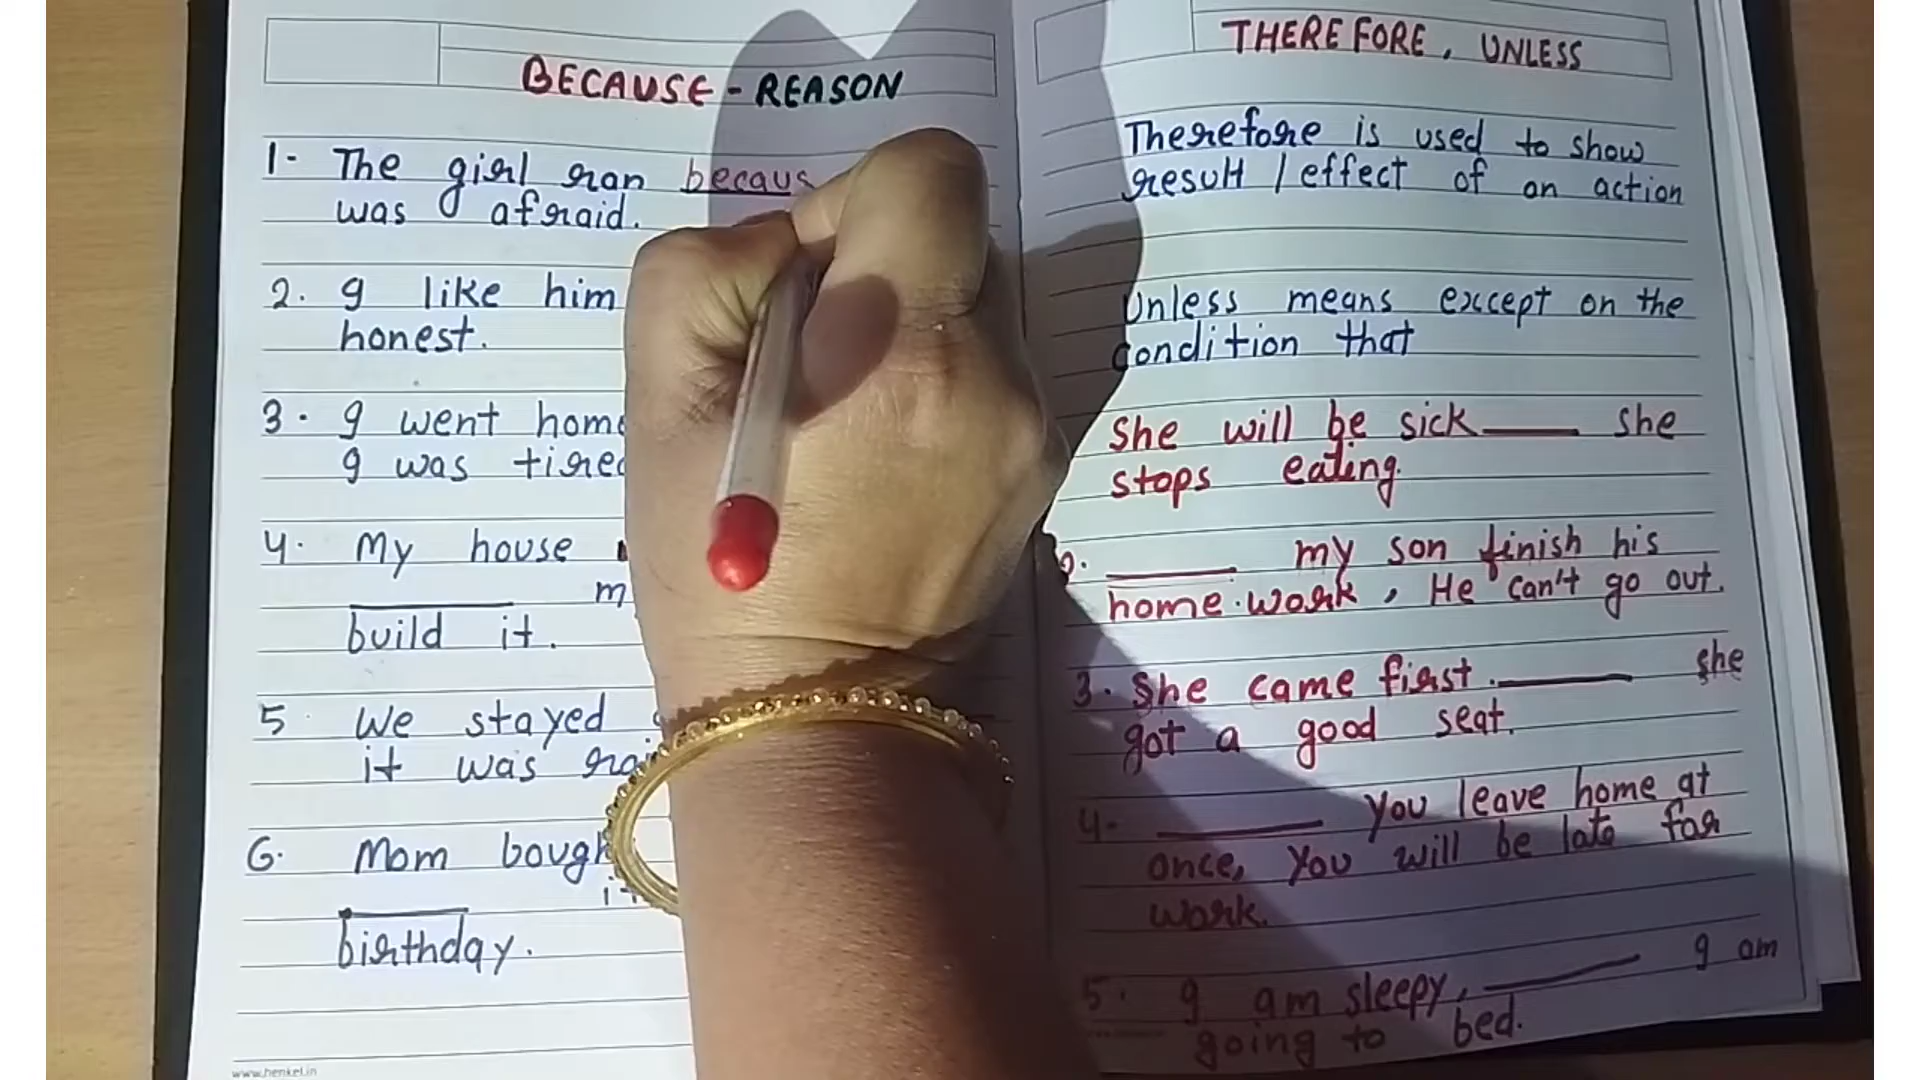 BECAUSE - REASON
1- The girl ran becaus
was afraid.
2. I like him
honest.
3. I went home
I was tired
4. My house
m
build it.
5 We stayed
it was rai
6. Mom bough
it
birthday.
www.henkel.in
THEREFORE, UNLESS
Therefore is used to show
result / effect of an action
Unless means except on the
condition that
She will be sick ____ she
stops eating.
2. ____ my son finish his
home work, He can't go out.
3. She came first. ____ she
got a good seat.
4- ____ You leave home at
once, You will be late for
work.
5. I am sleepy, ____ I am
going to bed.